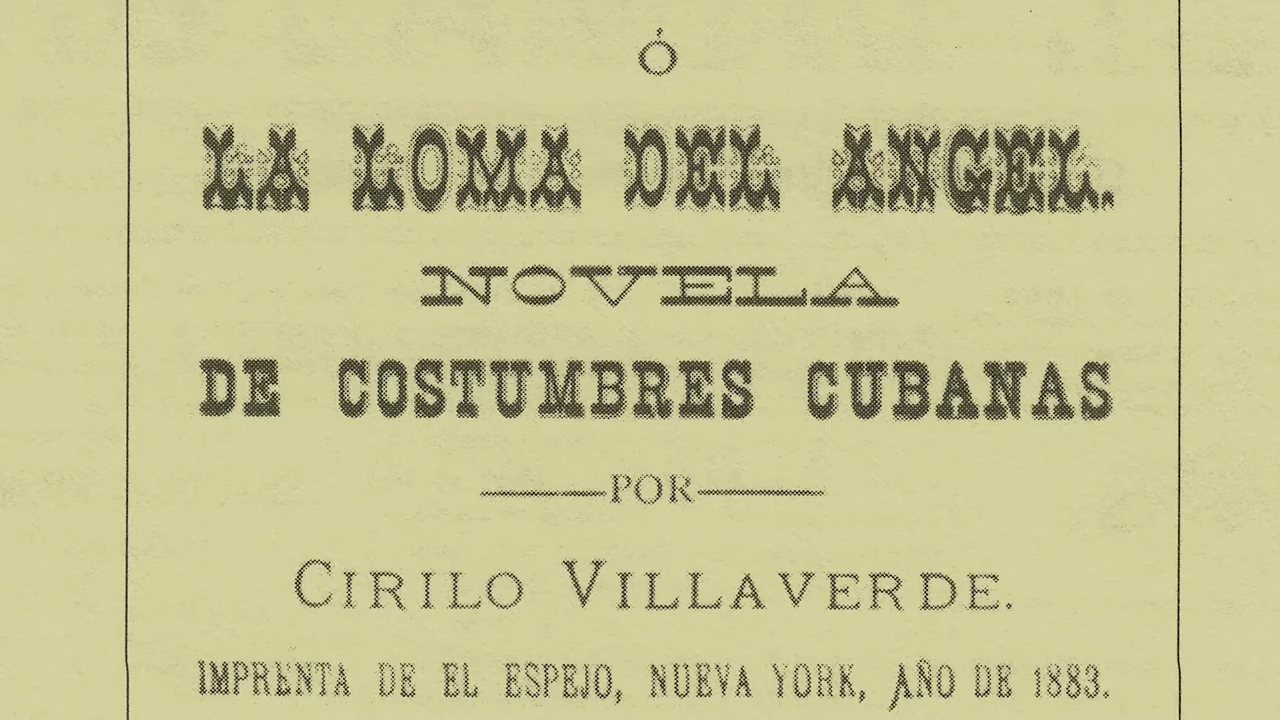 Ó
LA LOMA DEL ANGEL.
NOVELA
DE COSTUMBRES CUBANAS
POR
CIRILO VILLAVERDE.
IMPRENTA DE EL ESPEJO, NUEVA YORK, AÑO DE 1883.